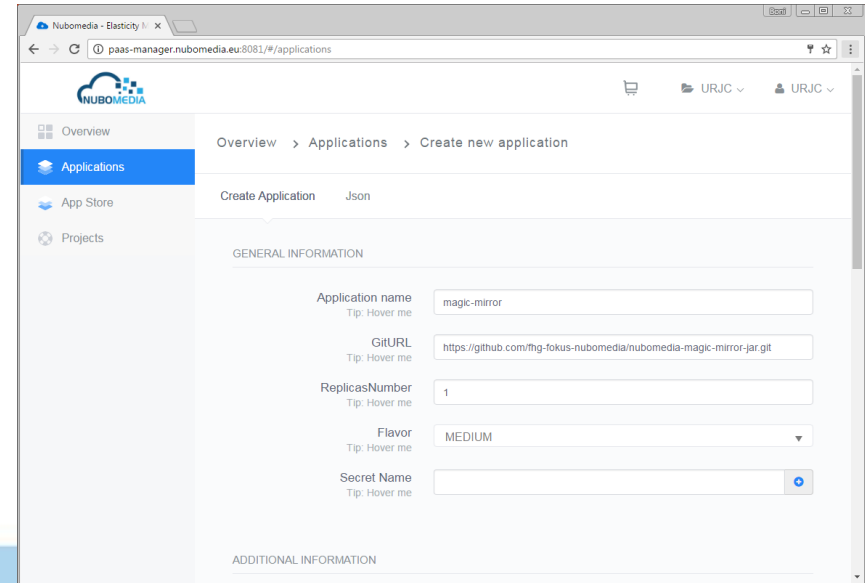 Boni
Nubomedia - Elasticity M
paas-manager.nubomedia.eu:8081/#/applications
NUBOMEDIA
URJC
URJC
Overview
Applications
App Store
Projects
Overview > Applications > Create new application
Create Application Json
GENERAL INFORMATION
Application name
Tip: Hover me
magic-mirror
GitURL
Tip: Hover me
https://github.com/fhg-fokus-nubomedia/nubomedia-magic-mirror-jar.git
ReplicasNumber
Tip: Hover me
1
Flavor
Tip: Hover me
MEDIUM
Secret Name
Tip: Hover me
ADDITIONAL INFORMATION